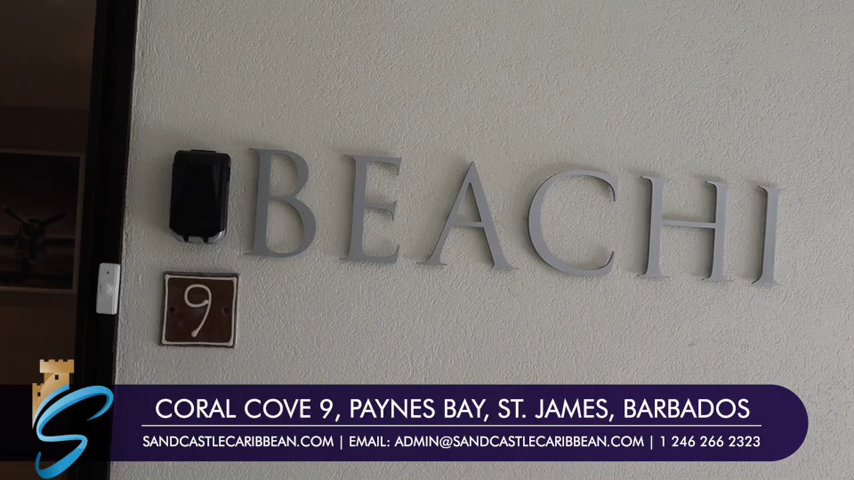 BEACHI
9
CORAL COVE 9, PAYNES BAY, ST. JAMES, BARBADOS
SANDCASTLECARIBBEAN.COM | EMAIL: ADMIN@SANDCASTLECARIBBEAN.COM | 1 246 266 2323